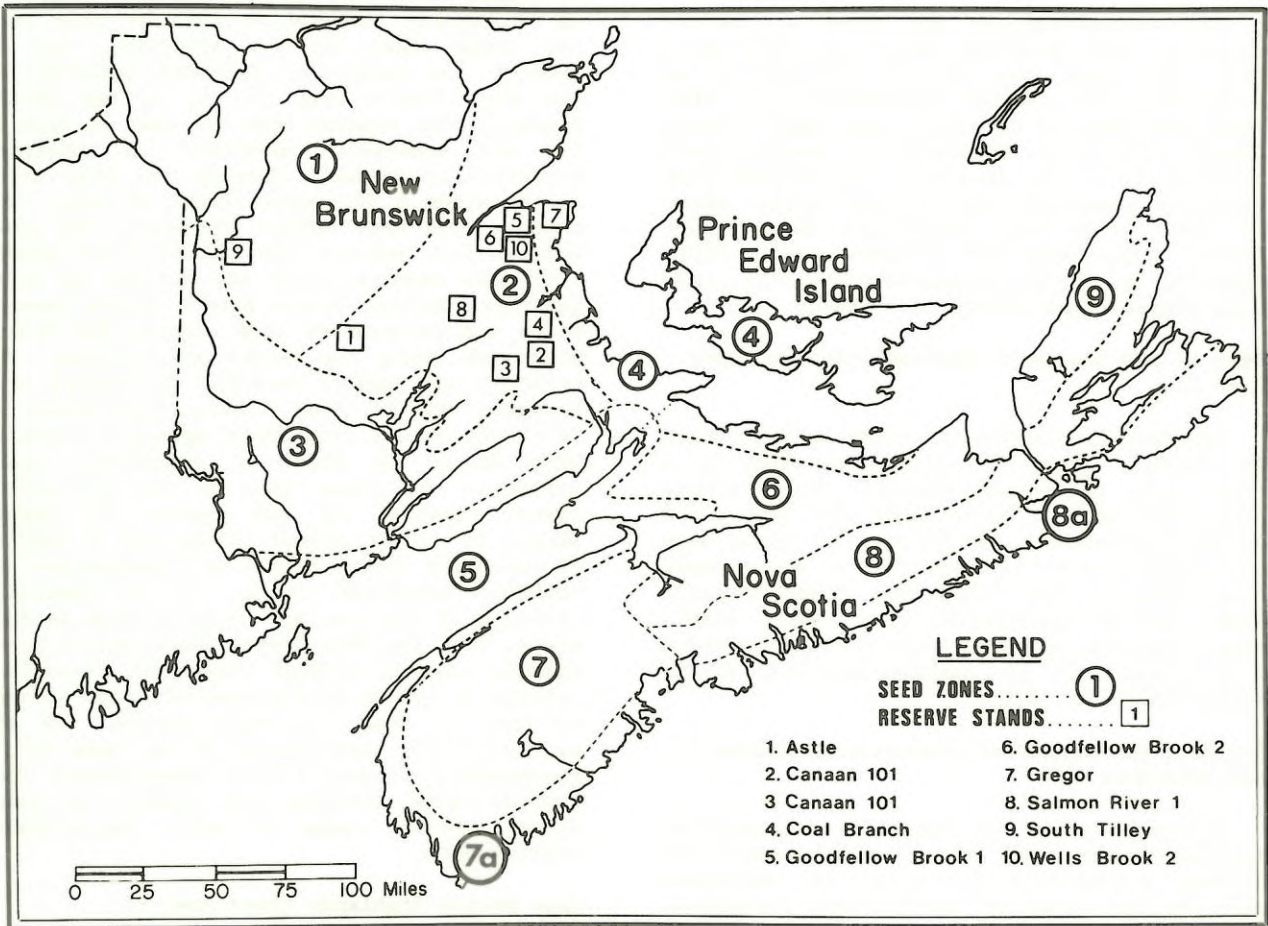 1
New
Brunswick
5
7
6
10
9
2
8
1
4
3
2
Prince
Edward
Island
4
4
9
3
6
8a
8
5
Nova
Scotia
7
7a
LEGEND
SEED ZONES........ 1
RESERVE STANDS....... 1
1. Astle
2. Canaan 101
3 Canaan 101
4. Coal Branch
5. Goodfellow Brook 1
6. Goodfellow Brook 2
7. Gregor
8. Salmon River 1
9. South Tilley
10. Wells Brook 2
0 25 50 75 100 Miles